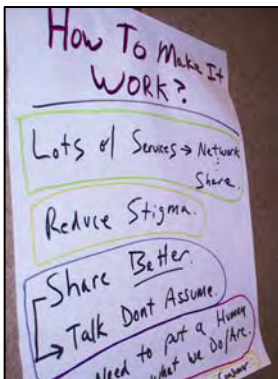 How To Make It
WORK?
Lots of Services → Network
Share.
Reduce Stigma.
Share Better.
→ Talk Dont Assume.
Need to put a Human
what we Do/Are.
Consumer